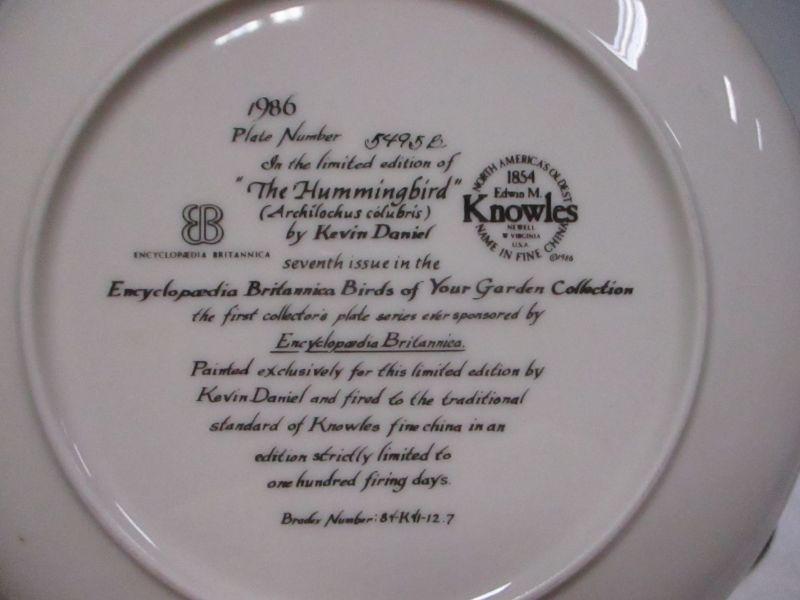 1986
Plate Number 5495B
In the limited edition of
"The Hummingbird"
(Archilochus colubris)
by Kevin Daniel
seventh issue in the
Encyclopædia Britannica Birds of Your Garden Collection
the first collector's plate series ever sponsored by
Encyclopædia Britannica.
Painted exclusively for this limited edition by
Kevin Daniel and fired to the traditional
standard of Knowles fine china in an
edition strictly limited to
one hundred firing days.
Bradex Number: 84-K41-12.7
ENCYCLOPÆDIA BRITANNICA
NORTH AMERICA'S OLDEST
1854
Edwin M.
Knowles
NEWELL
W VIRGINIA
U.S.A.
NAME IN FINE CHINA
©1986